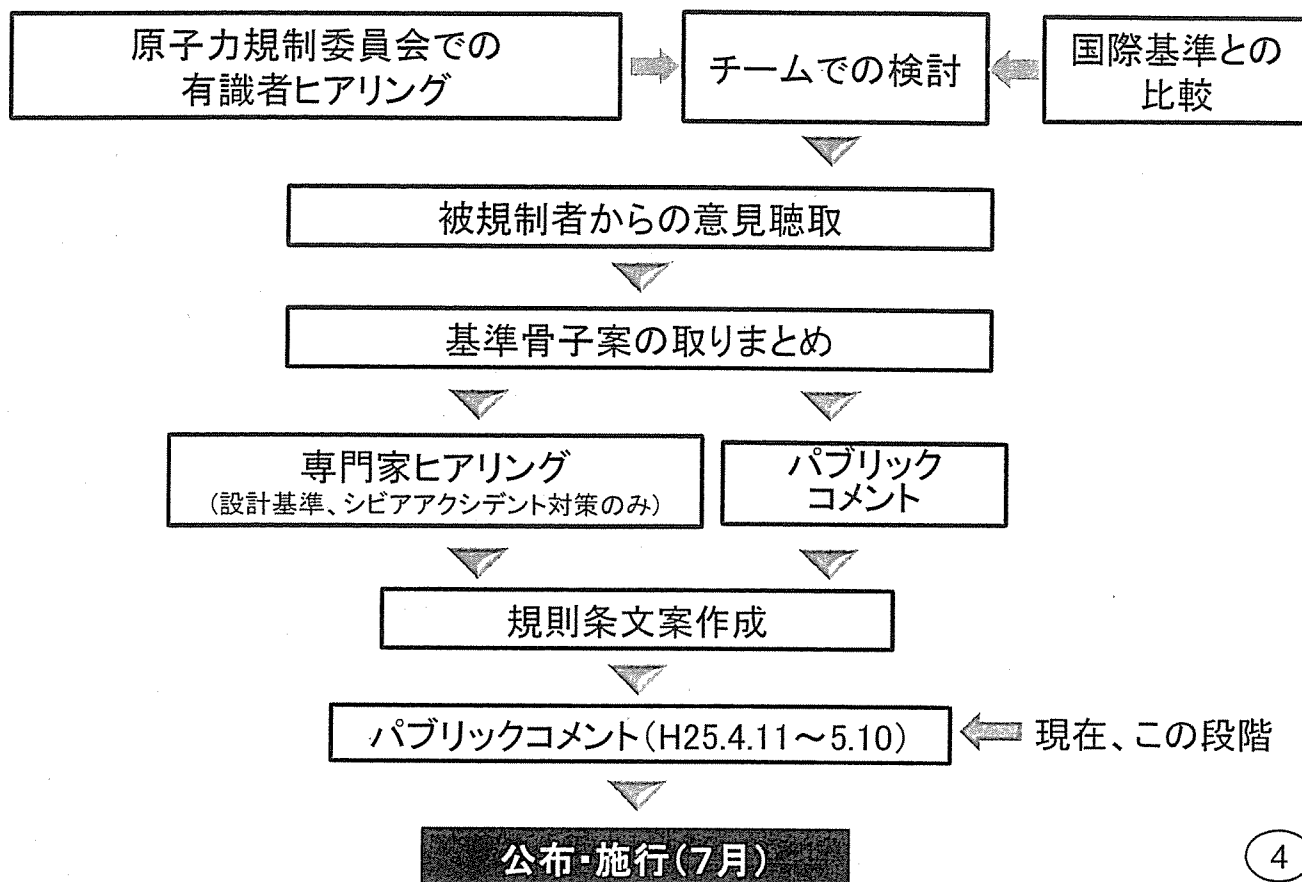 原子力規制委員会での
有識者ヒアリング
チームでの検討
国際基準との
比較
被規制者からの意見聴取
基準骨子案の取りまとめ
専門家ヒアリング
(設計基準、シビアアクシデント対策のみ)
パブリック
コメント
規則条文案作成
パブリックコメント(H25.4.11~5.10)
現在、この段階
公布・施行(7月)
4